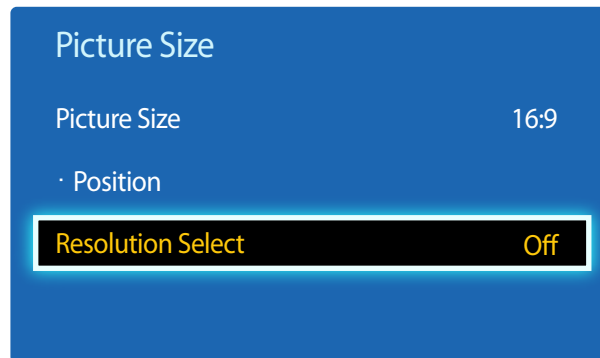 Picture Size
Picture Size 16:9
· Position
Resolution Select Off